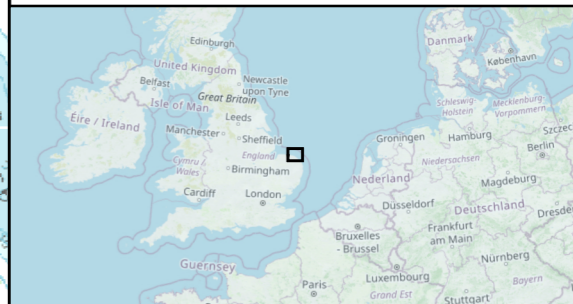 Edinburgh
Danmark
København
United Kingdom
Belfast
Newcastle
upon Tyne
Great Britain
Isle of Man
Schleswig-
Holstein
Mecklenburg-
Vorpommern
Éire / Ireland
Leeds
Manchester
Sheffield
Groningen
Hamburg
Szczec
Berlin
England
Cymru
Wales
Birmingham
Niedersachsen
Nederland
Magdeburg
Cardiff
London
Düsseldorf
Deutschland
Dresde
Bruxelles
- Brussel
Frankfurt
am Main
Guernsey
Nürnberg
Luxembourg
Paris
Grand Est
Bayern
Stuttgart